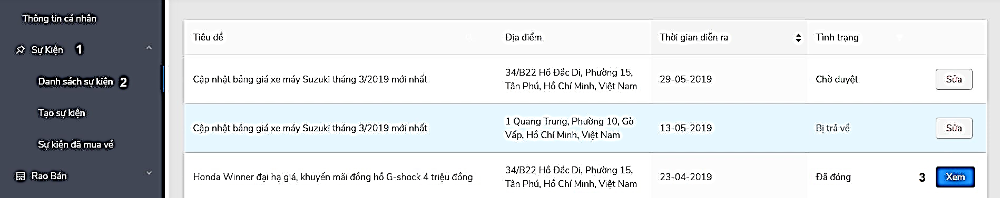 Thông tin cá nhân
Sự Kiện 1
Danh sách sự kiện 2
Tạo sự kiện
Sự kiện đã mua vé
Rao Bán
Tiêu đề Địa điểm Thời gian diễn ra Tình trạng
Cập nhật bảng giá xe máy Suzuki tháng 3/2019 mới nhất
34/B22 Hồ Đắc Di, Phường 15,
Tân Phú, Hồ Chí Minh, Việt Nam
29-05-2019
Chờ duyệt
Sửa
Cập nhật bảng giá xe máy Suzuki tháng 3/2019 mới nhất
1 Quang Trung, Phường 10, Gò
Vấp, Hồ Chí Minh, Việt Nam
13-05-2019
Bị trả về
Sửa
Honda Winner đại hạ giá, khuyến mãi đồng hồ G-shock 4 triệu đồng
34/B22 Hồ Đắc Di, Phường 15,
Tân Phú, Hồ Chí Minh, Việt Nam
23-04-2019
Đã đóng
3 Xem